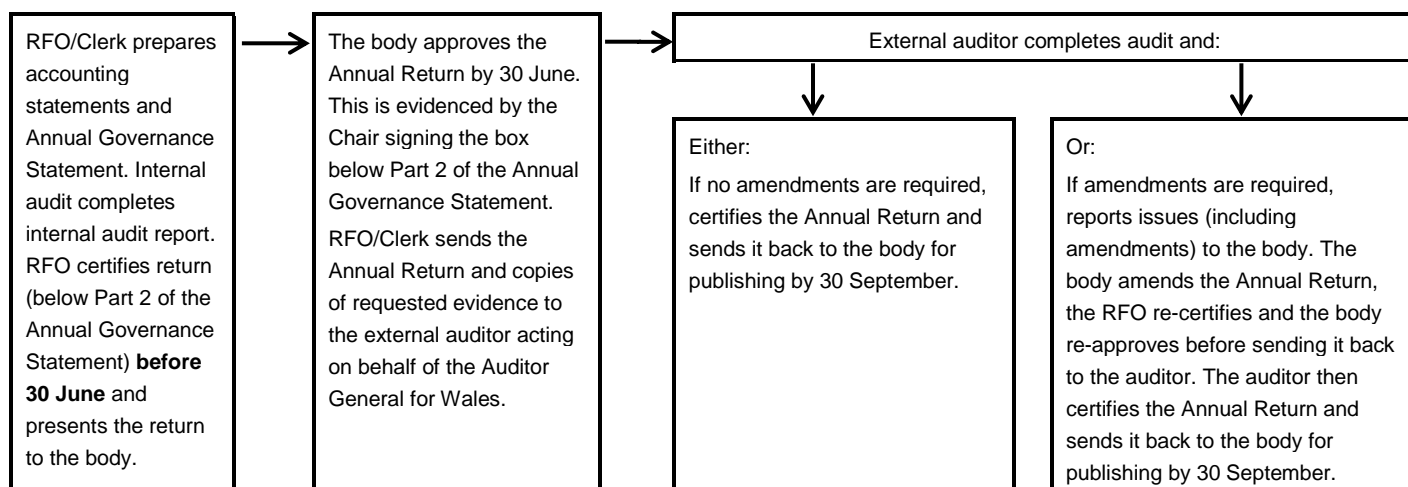 RFO/Clerk prepares
accounting
statements and
Annual Governance
Statement. Internal
audit completes
internal audit report.
RFO certifies return
(below Part 2 of the
Annual Governance
Statement) before
30 June and
presents the return
to the body.
The body approves the
Annual Return by 30 June.
This is evidenced by the
Chair signing the box
below Part 2 of the Annual
Governance Statement.
RFO/Clerk sends the
Annual Return and copies
of requested evidence to
the external auditor acting
on behalf of the Auditor
General for Wales.
External auditor completes audit and:
Either:
If no amendments are required,
certifies the Annual Return and
sends it back to the body for
publishing by 30 September.
Or:
If amendments are required,
reports issues (including
amendments) to the body. The
body amends the Annual Return,
the RFO re-certifies and the body
re-approves before sending it back
to the auditor. The auditor then
certifies the Annual Return and
sends it back to the body for
publishing by 30 September.